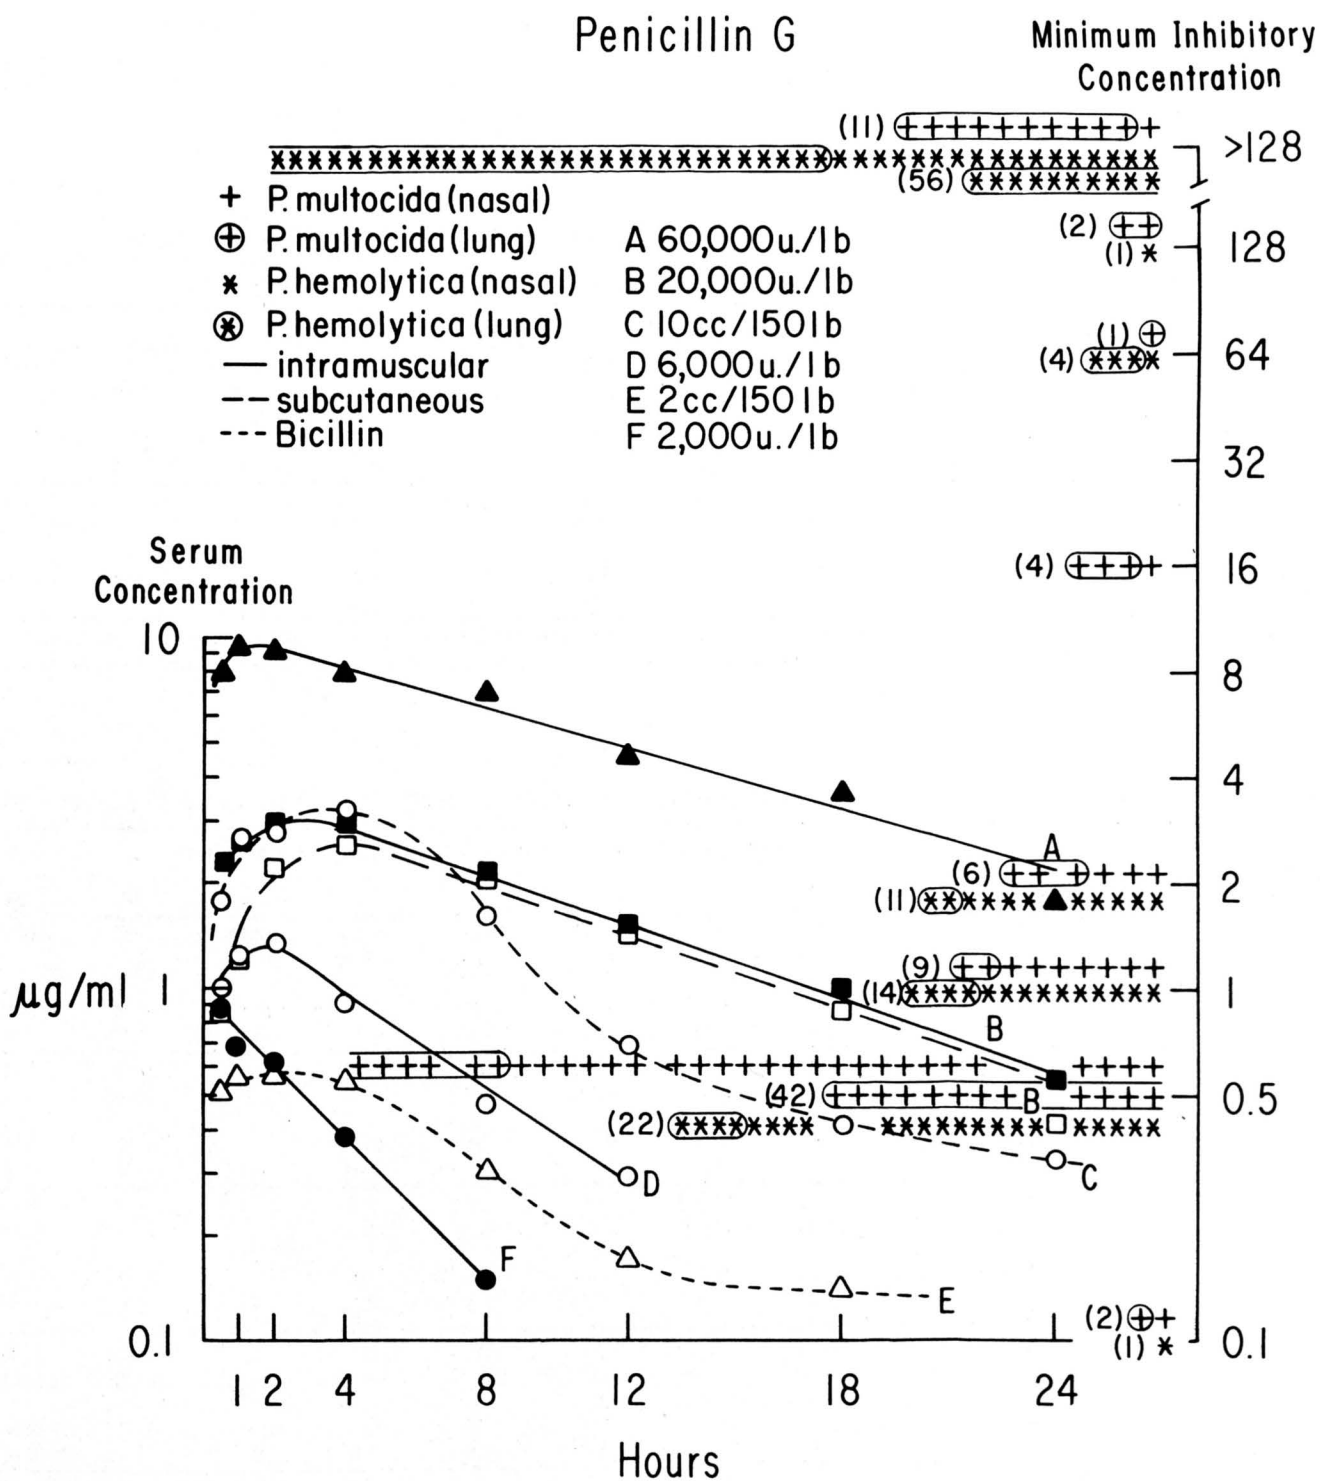 Penicillin G
Minimum Inhibitory
Concentration
(11)
>128
(56)
+ P. multocida (nasal)
⊕ P. multocida (lung)
* P. hemolytica (nasal)
⊛ P. hemolytica (lung)
— intramuscular
–– subcutaneous
--- Bicillin
A 60,000u./lb
B 20,000u./lb
C 10cc/150lb
D 6,000u./lb
E 2cc/150lb
F 2,000u./lb
(2)
(1)
128
(1)
(4)
64
32
(4)
16
Serum
Concentration
10
8
4
A
(6)
2
(11)
(9)
(14)
1
µg/ml 1
B
(42)
B
0.5
(22)
D
C
F
E
(2)
(1)
0.1
0.1
1 2 4 8 12 18 24
Hours